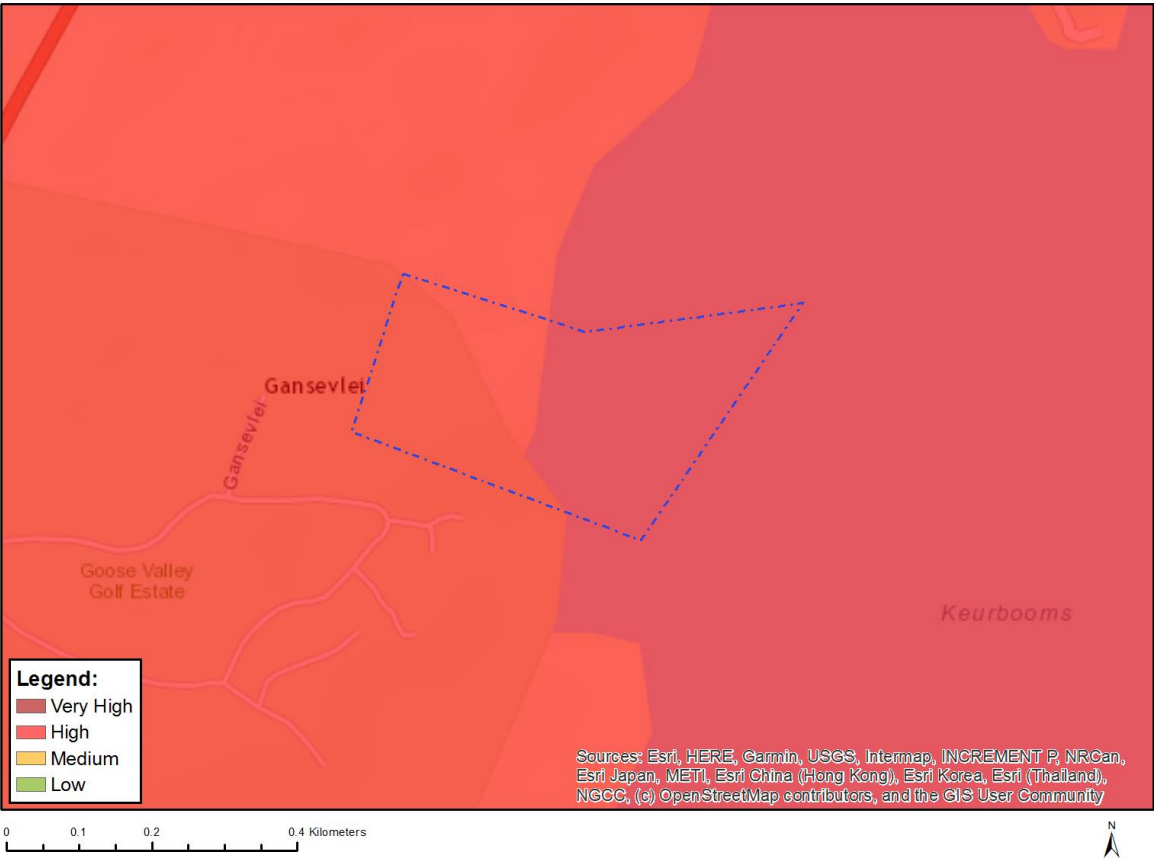 Gansevlei
Gansevlei
Goose Valley
Golf Estate
Keurbooms
Legend:
Very High
High
Medium
Low
Sources: Esri, HERE, Garmin, USGS, Intermap, INCREMENT P, NRCan,
Esri Japan, METI, Esri China (Hong Kong), Esri Korea, Esri (Thailand),
NGCC, (c) OpenStreetMap contributors, and the GIS User Community
0 0.1 0.2 0.4 Kilometers
N